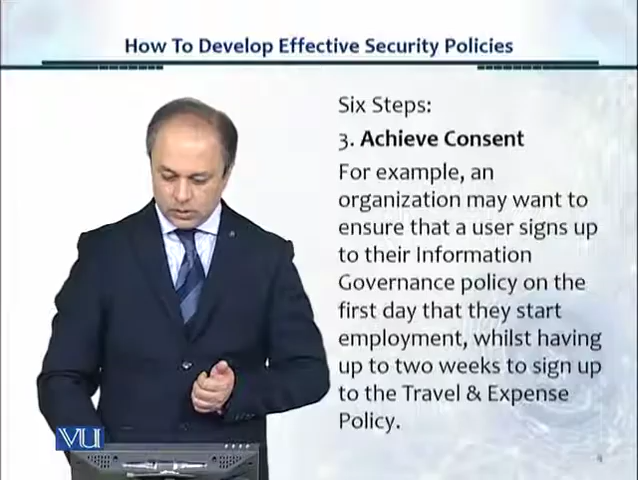 How To Develop Effective Security Policies
Six Steps:
3. Achieve Consent
For example, an
organization may want to
ensure that a user signs up
to their Information
Governance policy on the
first day that they start
employment, whilst having
up to two weeks to sign up
to the Travel & Expense
Policy.
VU